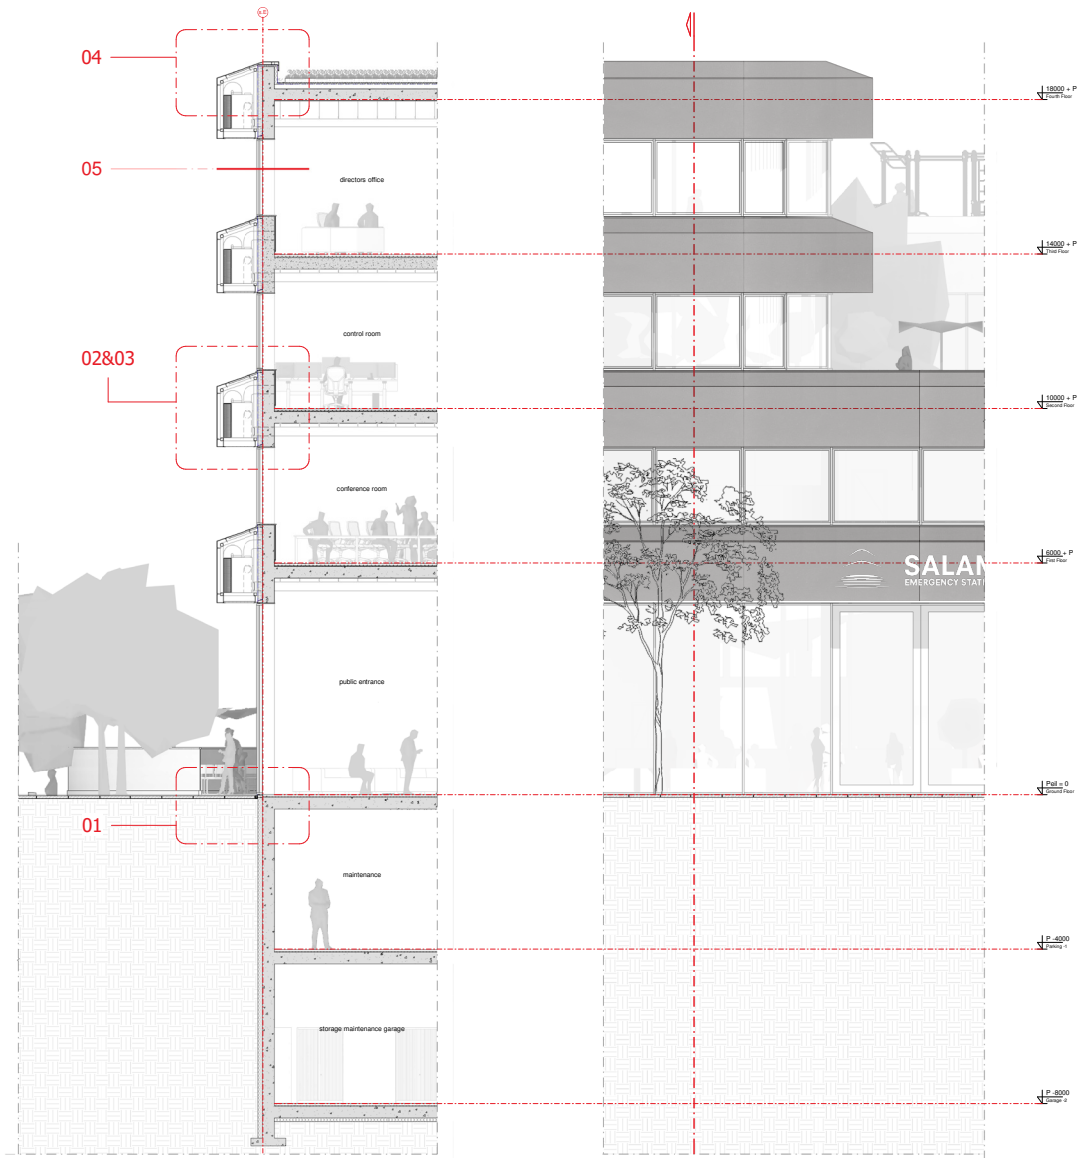 04
18000 + P
Fourth Floor
05
directors office
14000 + P
Third Floor
control room
02&03
10000 + P
Second Floor
conference room
6000 + P
First Floor
SALAN
EMERGENCY STATI
public entrance
Peil = 0
Ground Floor
01
maintenance
P -4000
Parking -1
storage maintenance garage
P -8000
Garage -2